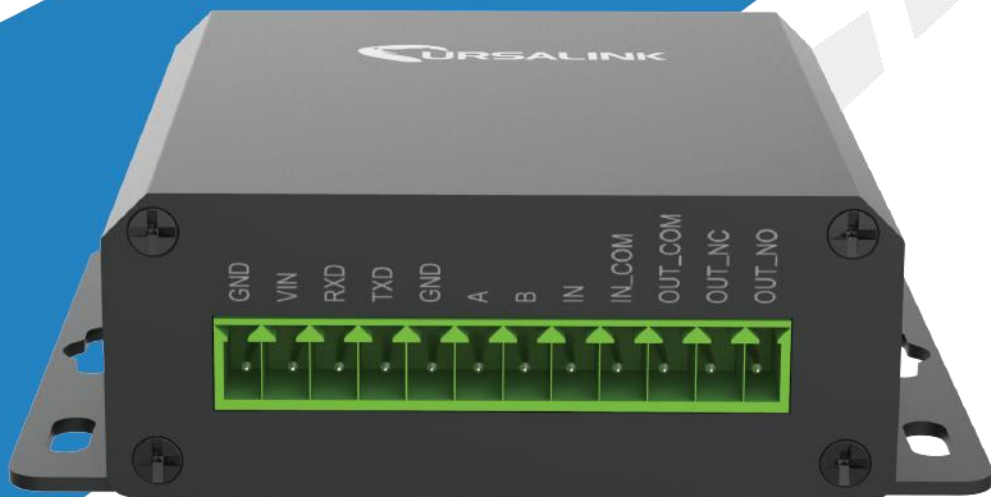 URSALINK
GND
VIN
RXD
TXD
GND
A
B
IN
IN_COM
OUT_COM
OUT_NC
OUT_NO